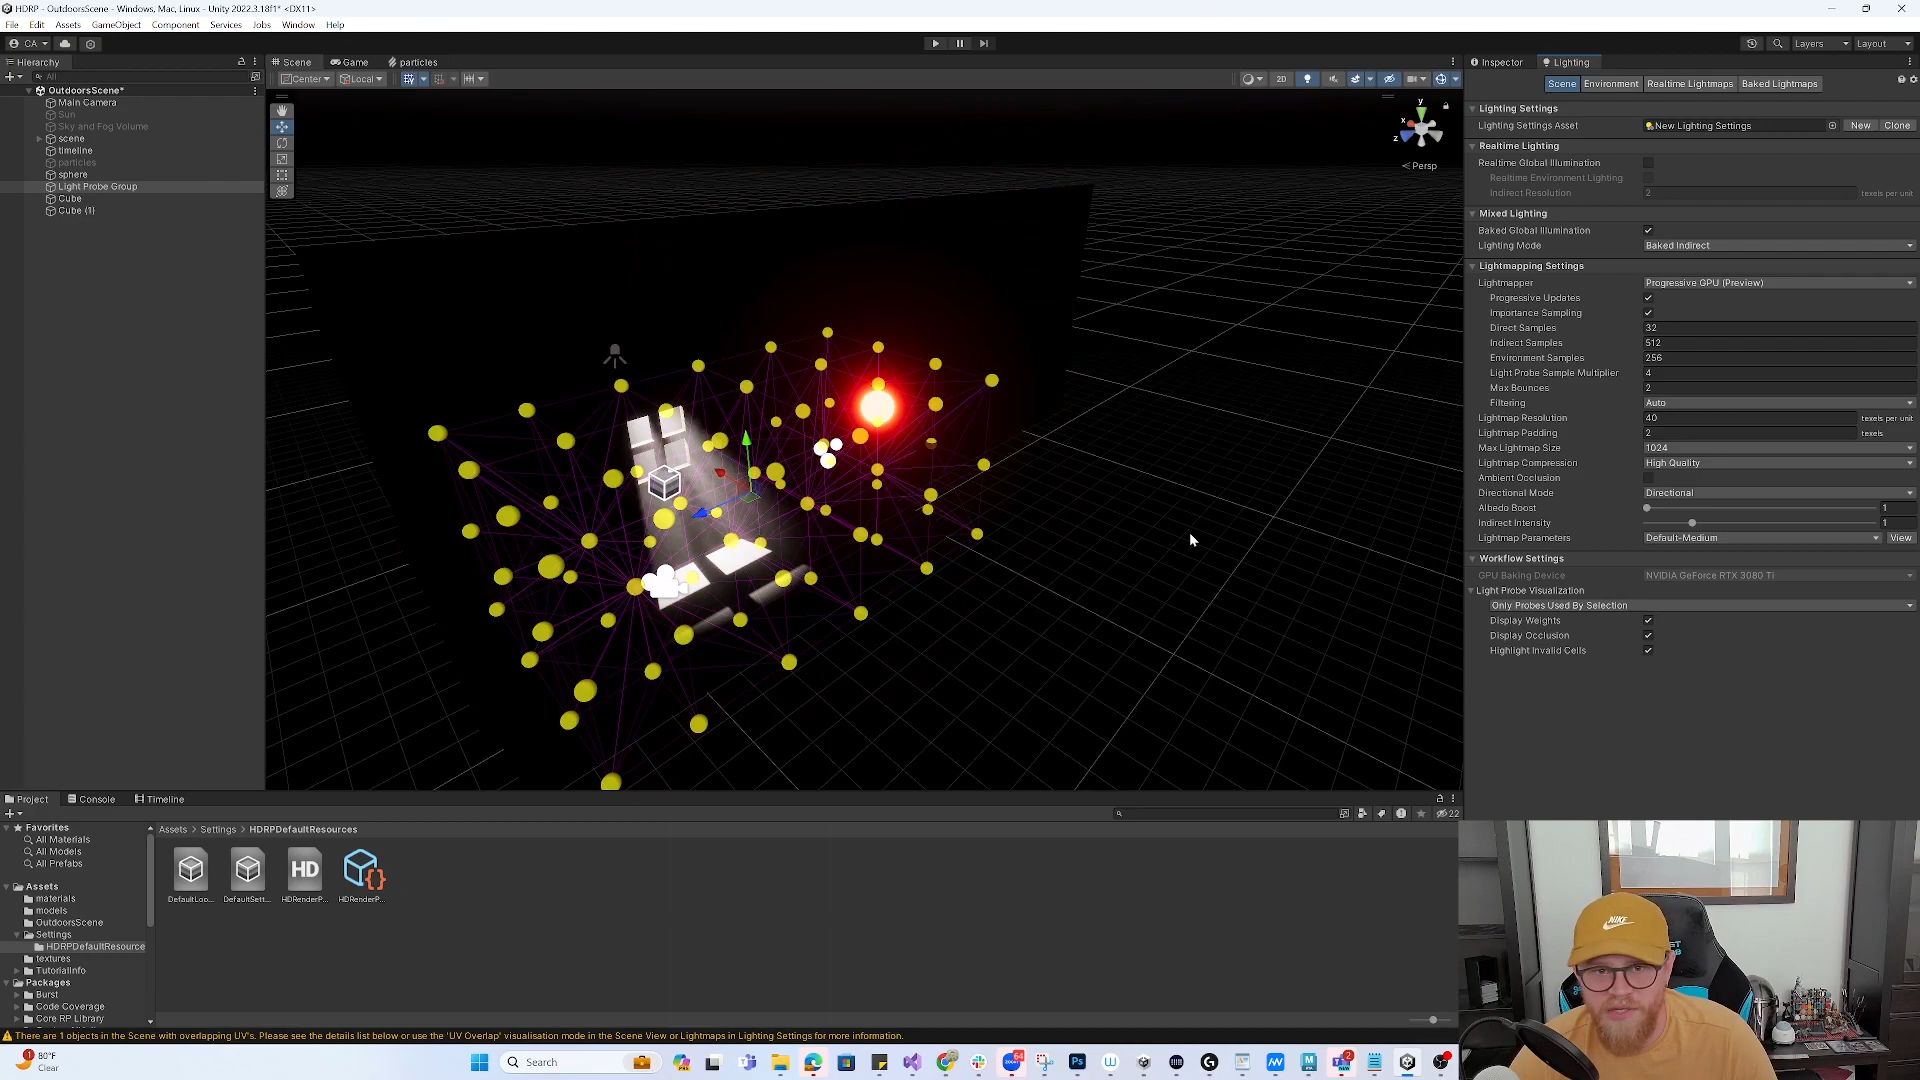 HDRP - OutdoorsScene - Windows, Mac, Linux - Unity 2022.3.18f1* <DX11>
File Edit Assets GameObject Component Services Jobs Window Help
CA
Layers Layout
Hierarchy
Scene Game particles
Inspector Lighting
All
Center Local
2D
Scene Environment Realtime Lightmaps Baked Lightmaps
OutdoorsScene*
Main Camera
Sun
Sky and Fog Volume
scene
timeline
particles
sphere
Light Probe Group
Cube
Cube (1)
y
x
z
< Persp
Lighting Settings
Lighting Settings Asset New Lighting Settings New Clone
Realtime Lighting
Realtime Global Illumination
Realtime Environment Lighting
Indirect Resolution 2 texels per unit
Mixed Lighting
Baked Global Illumination
Lighting Mode Baked Indirect
Lightmapping Settings
Lightmapper Progressive GPU (Preview)
Progressive Updates
Importance Sampling
Direct Samples 32
Indirect Samples 512
Environment Samples 256
Light Probe Sample Multiplier 4
Max Bounces 2
Filtering Auto
Lightmap Resolution 40 texels per unit
Lightmap Padding 2 texels
Max Lightmap Size 1024
Lightmap Compression High Quality
Ambient Occlusion
Directional Mode Directional
Albedo Boost 1
Indirect Intensity 1
Lightmap Parameters Default-Medium View
Workflow Settings
GPU Baking Device NVIDIA GeForce RTX 3080 Ti
Light Probe Visualization
Only Probes Used By Selection
Display Weights
Display Occlusion
Highlight Invalid Cells
Project Console Timeline
22
Favorites
All Materials
All Models
All Prefabs
Assets
materials
models
OutdoorsScene
Settings
HDRPDefaultResource
textures
TutorialInfo
Packages
Burst
Code Coverage
Core RP Library
Assets > Settings > HDRPDefaultResources
HD
DefaultLoo... DefaultSett... HDRenderP... HDRenderP...
NIKE
There are 1 objects in the Scene with overlapping UV's. Please see the details list below or use the 'UV Overlap' visualisation mode in the Scene View or Lightmaps in Lighting Settings for more information.
1
80°F
Clear
Search
64
Ps
2